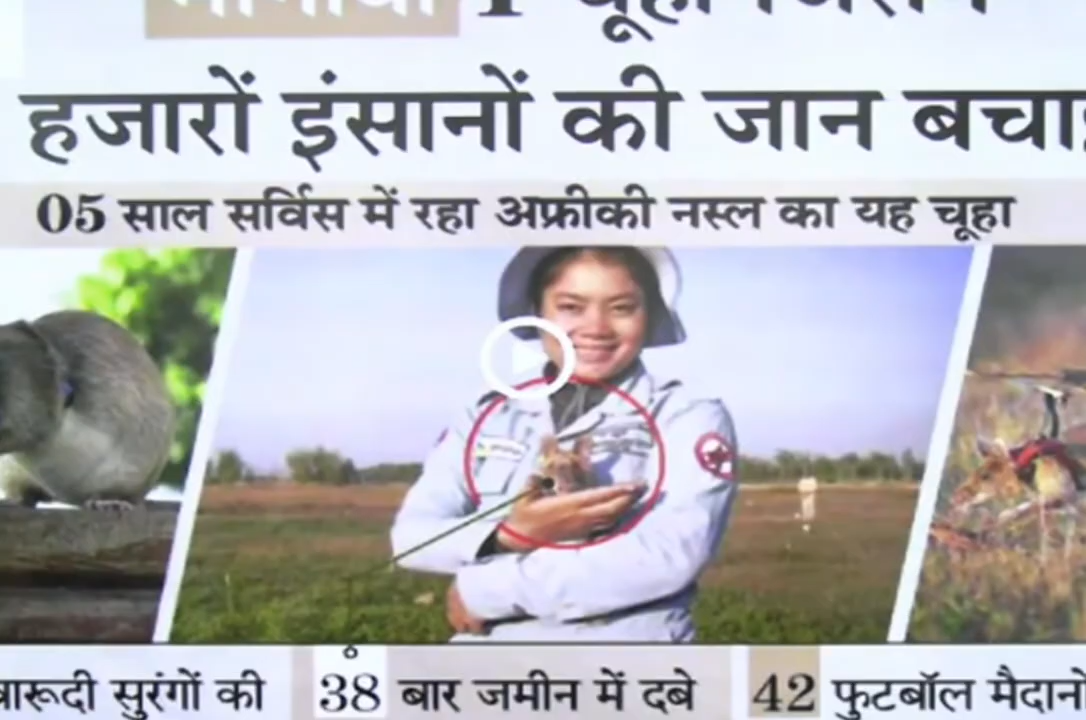 हजारों इंसानों की जान
05 साल सर्विस में रहा अफ्रीकी नस्ल का यह चूहा
सुरंगों की
38 बार जमीन में दबे
42 फुटबॉल